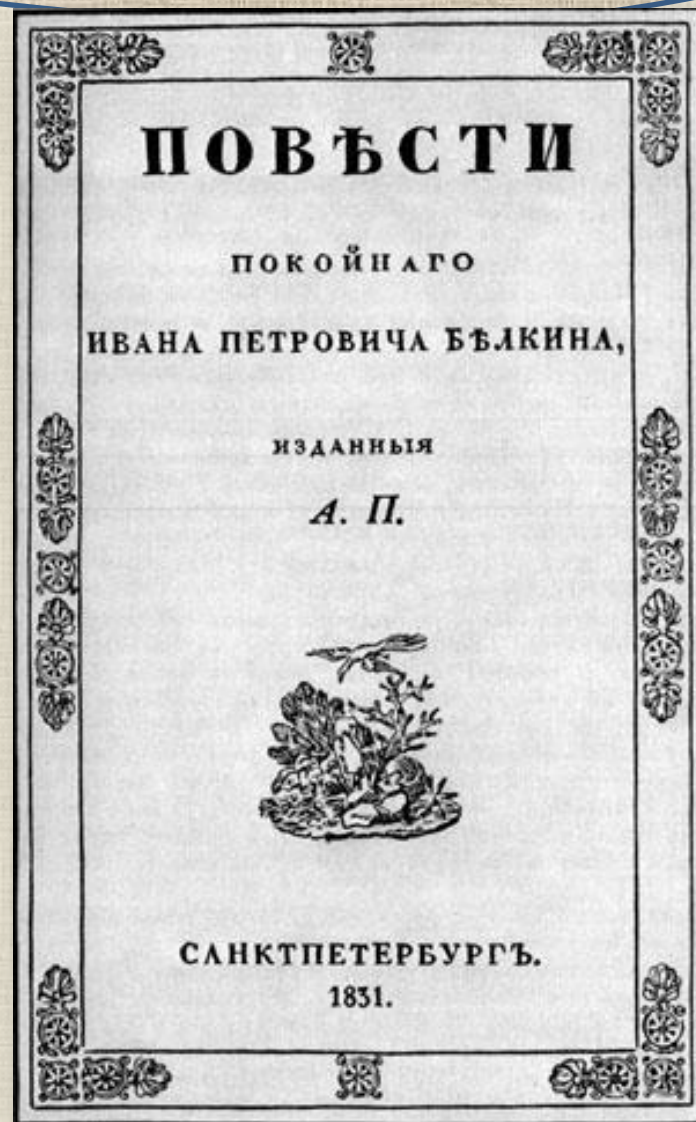 ПОВѢСТИ
ПОКОЙНАГО
ИВАНА ПЕТРОВИЧА БѢЛКИНА,
ИЗДАННЫЯ
А. П.
САНКТПЕТЕРБУРГЪ.
1831.